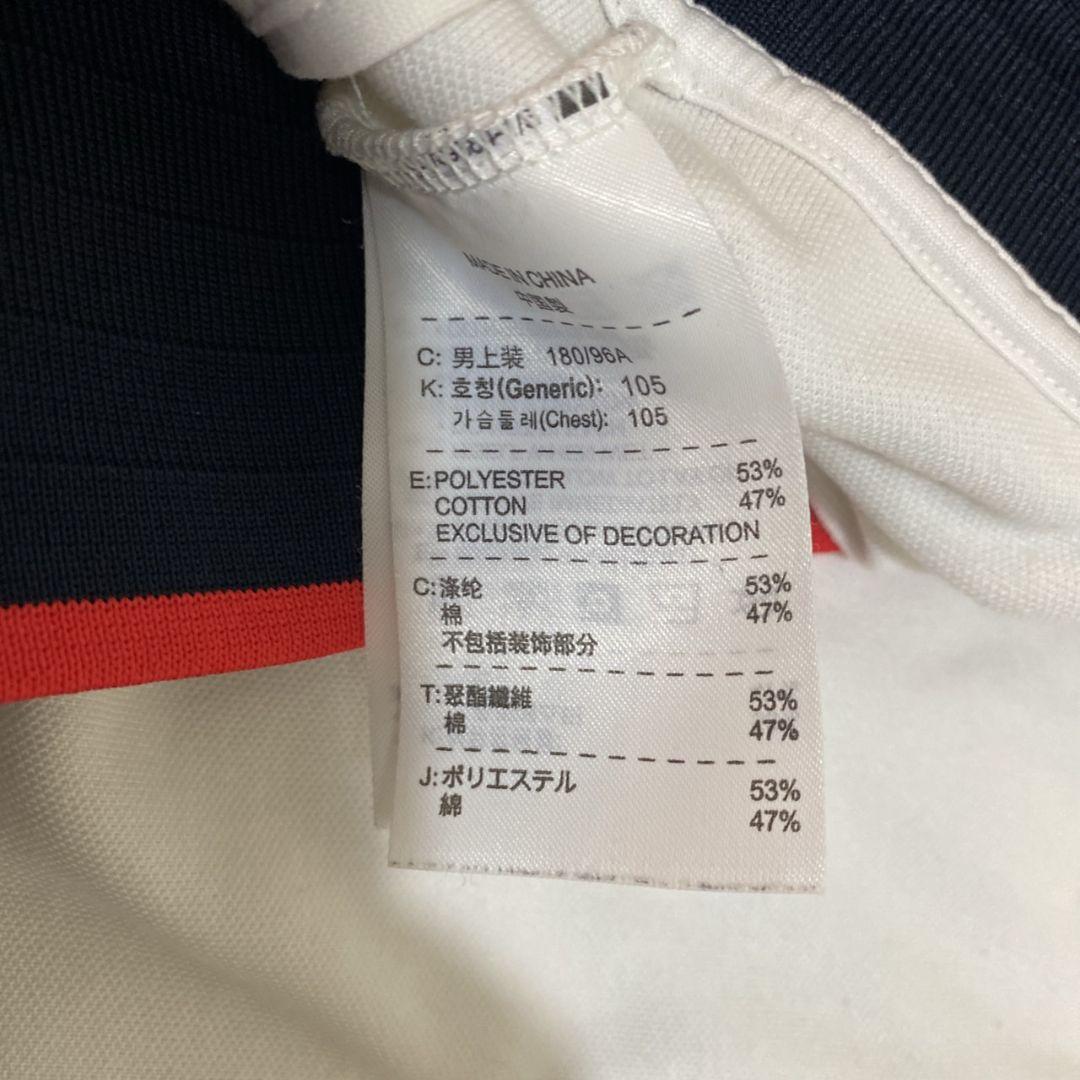 MADE IN CHINA
中国製
C: 男上装 180/96A
K: 호칭(Generic): 105
가슴둘레(Chest): 105
E: POLYESTER 53%
COTTON 47%
EXCLUSIVE OF DECORATION
C: 涤纶 53%
棉 47%
不包括装饰部分
T: 聚酯纖維 53%
棉 47%
J: ポリエステル 53%
綿 47%